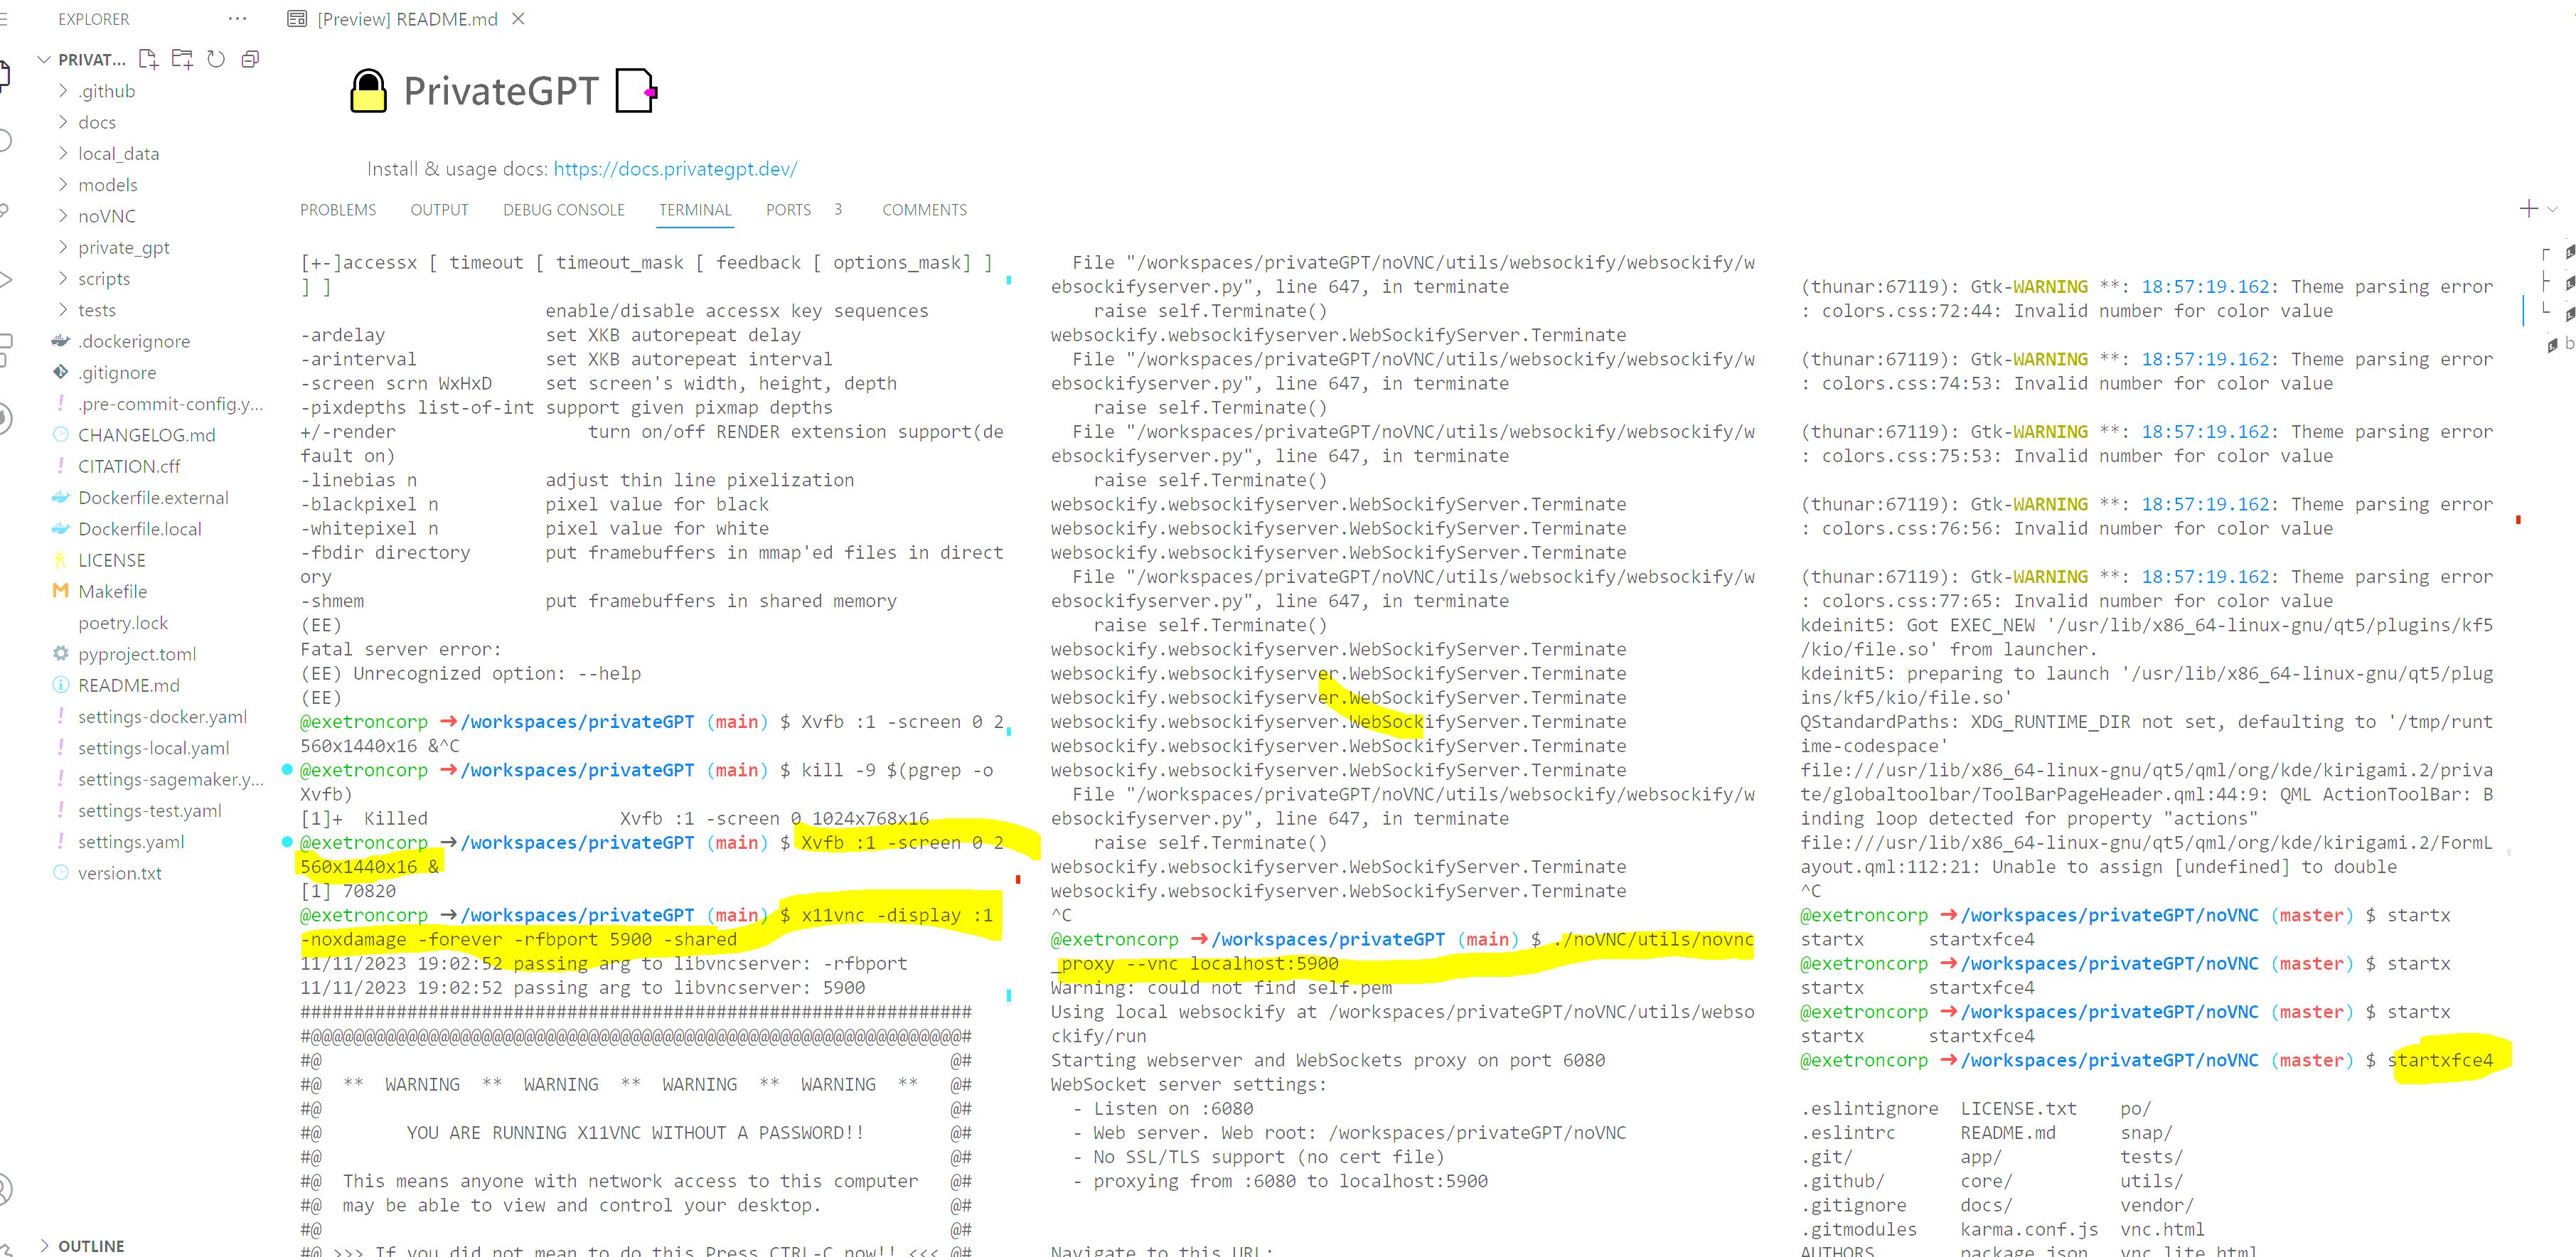 EXPLORER
PRIVAT...
.github
docs
local_data
models
noVNC
private_gpt
scripts
tests
.dockerignore
.gitignore
.pre-commit-config.y...
CHANGELOG.md
CITATION.cff
Dockerfile.external
Dockerfile.local
LICENSE
Makefile
poetry.lock
pyproject.toml
README.md
settings-docker.yaml
settings-local.yaml
settings-sagemaker.y...
settings-test.yaml
settings.yaml
version.txt
OUTLINE
[Preview] README.md
PrivateGPT
Install & usage docs: https://docs.privategpt.dev/
PROBLEMS OUTPUT DEBUG CONSOLE TERMINAL PORTS 3 COMMENTS
[+-]accessx [ timeout [ timeout_mask [ feedback [ options_mask] ]
] ]
enable/disable accessx key sequences
-ardelay set XKB autorepeat delay
-arinterval set XKB autorepeat interval
-screen scrn WxHxD set screen's width, height, depth
-pixdepths list-of-int support given pixmap depths
+/-render turn on/off RENDER extension support(de
fault on)
-linebias n adjust thin line pixelization
-blackpixel n pixel value for black
-whitepixel n pixel value for white
-fbdir directory put framebuffers in mmap'ed files in direct
ory
-shmem put framebuffers in shared memory
(EE)
Fatal server error:
(EE) Unrecognized option: --help
(EE)
@exetroncorp ➜/workspaces/privateGPT (main) $ Xvfb :1 -screen 0 2
560x1440x16 &^C
@exetroncorp ➜/workspaces/privateGPT (main) $ kill -9 $(pgrep -o
Xvfb)
[1]+ Killed Xvfb :1 -screen 0 1024x768x16
@exetroncorp ➜/workspaces/privateGPT (main) $ Xvfb :1 -screen 0 2
560x1440x16 &
[1] 70820
@exetroncorp ➜/workspaces/privateGPT (main) $ x11vnc -display :1
-noxdamage -forever -rfbport 5900 -shared
11/11/2023 19:02:52 passing arg to libvncserver: -rfbport
11/11/2023 19:02:52 passing arg to libvncserver: 5900
###############################################################
#@@@@@@@@@@@@@@@@@@@@@@@@@@@@@@@@@@@@@@@@@@@@@@@@@@@@@@@@@@@@@#
#@ @#
#@ ** WARNING ** WARNING ** WARNING ** WARNING ** @#
#@ @#
#@ YOU ARE RUNNING X11VNC WITHOUT A PASSWORD!! @#
#@ @#
#@ This means anyone with network access to this computer @#
#@ may be able to view and control your desktop. @#
#@ @#
#@ >>> If you did not mean to do this Press CTRL-C now!! <<< @#
File "/workspaces/privateGPT/noVNC/utils/websockify/websockify/w
ebsockifyserver.py", line 647, in terminate
raise self.Terminate()
websockify.websockifyserver.WebSockifyServer.Terminate
File "/workspaces/privateGPT/noVNC/utils/websockify/websockify/w
ebsockifyserver.py", line 647, in terminate
raise self.Terminate()
File "/workspaces/privateGPT/noVNC/utils/websockify/websockify/w
ebsockifyserver.py", line 647, in terminate
raise self.Terminate()
websockify.websockifyserver.WebSockifyServer.Terminate
websockify.websockifyserver.WebSockifyServer.Terminate
websockify.websockifyserver.WebSockifyServer.Terminate
File "/workspaces/privateGPT/noVNC/utils/websockify/websockify/w
ebsockifyserver.py", line 647, in terminate
raise self.Terminate()
websockify.websockifyserver.WebSockifyServer.Terminate
websockify.websockifyserver.WebSockifyServer.Terminate
websockify.websockifyserver.WebSockifyServer.Terminate
websockify.websockifyserver.WebSockifyServer.Terminate
websockify.websockifyserver.WebSockifyServer.Terminate
websockify.websockifyserver.WebSockifyServer.Terminate
File "/workspaces/privateGPT/noVNC/utils/websockify/websockify/w
ebsockifyserver.py", line 647, in terminate
raise self.Terminate()
websockify.websockifyserver.WebSockifyServer.Terminate
websockify.websockifyserver.WebSockifyServer.Terminate
^C
@exetroncorp ➜/workspaces/privateGPT (main) $ ./noVNC/utils/novnc
_proxy --vnc localhost:5900
Warning: could not find self.pem
Using local websockify at /workspaces/privateGPT/noVNC/utils/webso
ckify/run
Starting webserver and WebSockets proxy on port 6080
WebSocket server settings:
- Listen on :6080
- Web server. Web root: /workspaces/privateGPT/noVNC
- No SSL/TLS support (no cert file)
- proxying from :6080 to localhost:5900
Navigate to this URL:
(thunar:67119): Gtk-WARNING **: 18:57:19.162: Theme parsing error
: colors.css:72:44: Invalid number for color value
(thunar:67119): Gtk-WARNING **: 18:57:19.162: Theme parsing error
: colors.css:74:53: Invalid number for color value
(thunar:67119): Gtk-WARNING **: 18:57:19.162: Theme parsing error
: colors.css:75:53: Invalid number for color value
(thunar:67119): Gtk-WARNING **: 18:57:19.162: Theme parsing error
: colors.css:76:56: Invalid number for color value
(thunar:67119): Gtk-WARNING **: 18:57:19.162: Theme parsing error
: colors.css:77:65: Invalid number for color value
kdeinit5: Got EXEC_NEW '/usr/lib/x86_64-linux-gnu/qt5/plugins/kf5
/kio/file.so' from launcher.
kdeinit5: preparing to launch '/usr/lib/x86_64-linux-gnu/qt5/plug
ins/kf5/kio/file.so'
QStandardPaths: XDG_RUNTIME_DIR not set, defaulting to '/tmp/runt
ime-codespace'
file:///usr/lib/x86_64-linux-gnu/qt5/qml/org/kde/kirigami.2/priva
te/globaltoolbar/ToolBarPageHeader.qml:44:9: QML ActionToolBar: B
inding loop detected for property "actions"
file:///usr/lib/x86_64-linux-gnu/qt5/qml/org/kde/kirigami.2/FormL
ayout.qml:112:21: Unable to assign [undefined] to double
^C
@exetroncorp ➜/workspaces/privateGPT/noVNC (master) $ startx
startx startxfce4
@exetroncorp ➜/workspaces/privateGPT/noVNC (master) $ startx
startx startxfce4
@exetroncorp ➜/workspaces/privateGPT/noVNC (master) $ startx
startx startxfce4
@exetroncorp ➜/workspaces/privateGPT/noVNC (master) $ startxfce4
.eslintignore LICENSE.txt po/
.eslintrc README.md snap/
.git/ app/ tests/
.github/ core/ utils/
.gitignore docs/ vendor/
.gitmodules karma.conf.js vnc.html
AUTHORS package.json vnc_lite.html
b